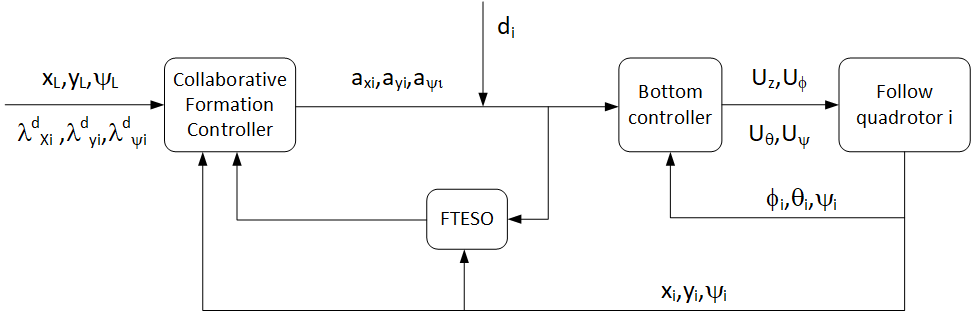 d_i
x_L,y_L,ψ_L
λ^d_Xi ,λ^d_yi,λ^d_ψi
Collaborative
Formation
Controller
a_xi,a_yi,a_ψι
Bottom
controller
U_z,U_ϕ
U_θ,U_ψ
Follow
quadrotor i
ϕ_i,θ_i,ψ_i
FTESO
x_i,y_i,ψ_i